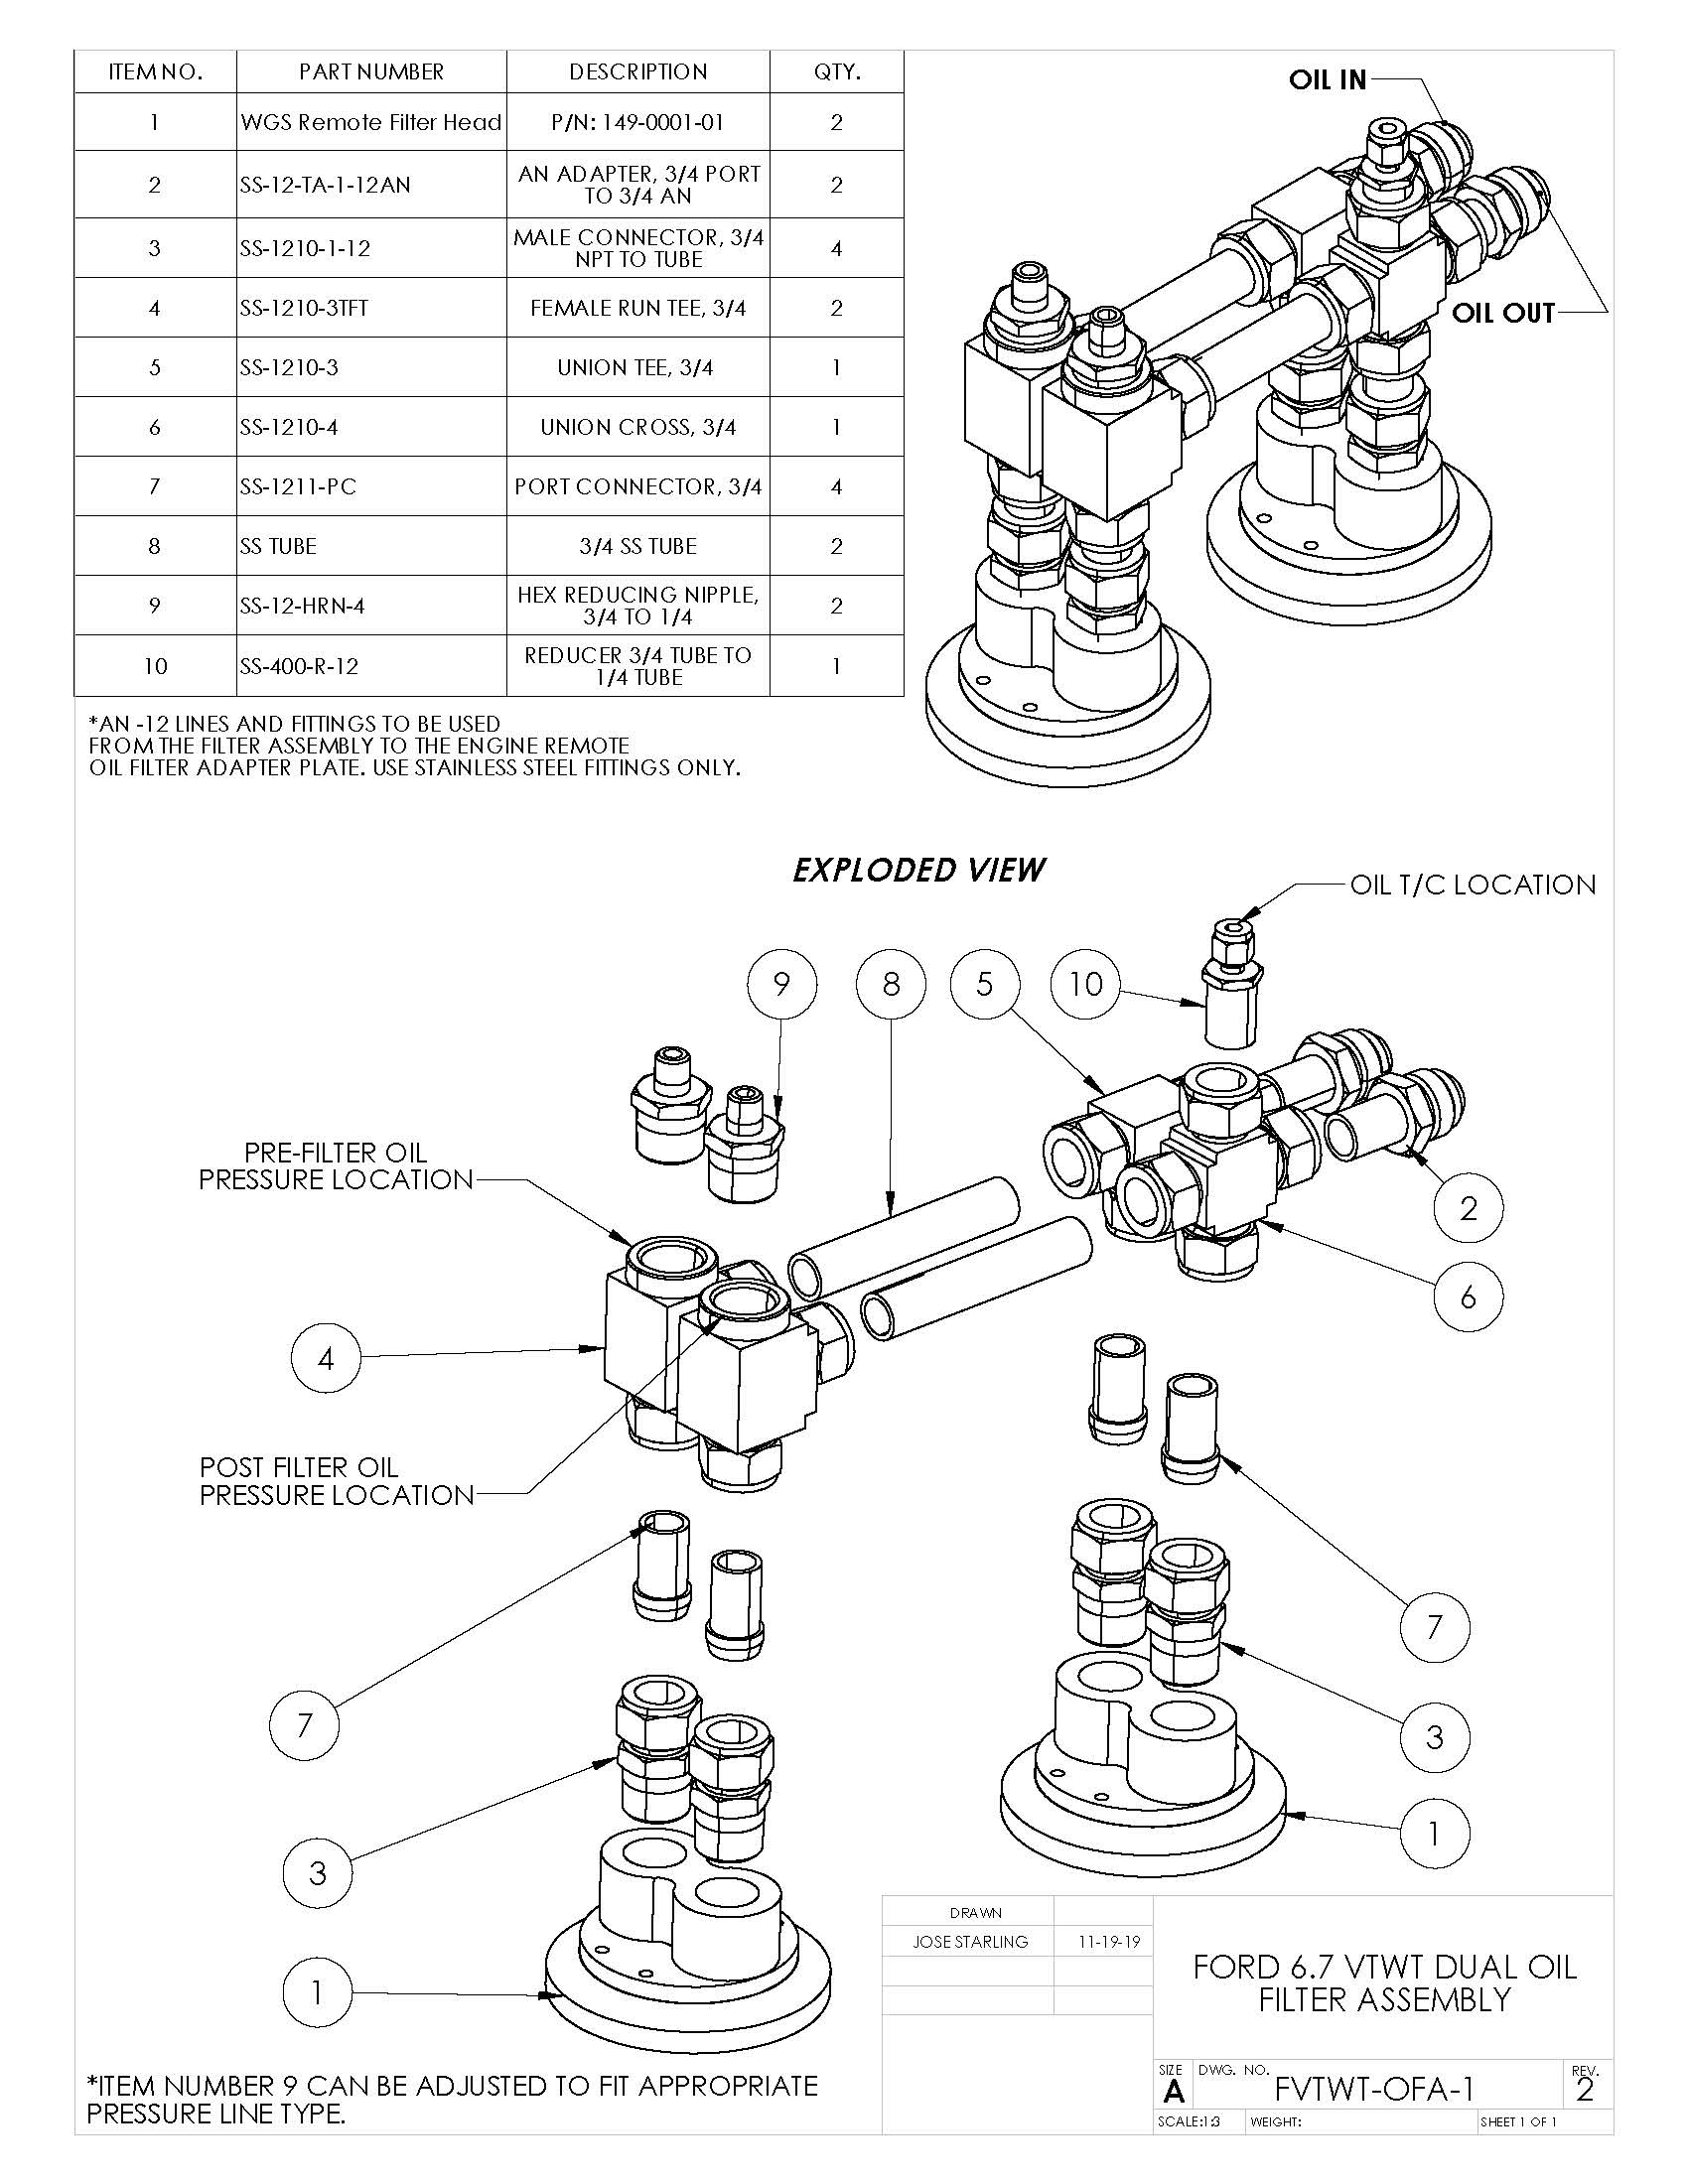 ITEM NO. PART NUMBER DESCRIPTION QTY.
1 WGS Remote Filter Head P/N: 149-0001-01 2
2 SS-12-TA-1-12AN AN ADAPTER, 3/4 PORT TO 3/4 AN 2
3 SS-1210-1-12 MALE CONNECTOR, 3/4 NPT TO TUBE 4
4 SS-1210-3TFT FEMALE RUN TEE, 3/4 2
5 SS-1210-3 UNION TEE, 3/4 1
6 SS-1210-4 UNION CROSS, 3/4 1
7 SS-1211-PC PORT CONNECTOR, 3/4 4
8 SS TUBE 3/4 SS TUBE 2
9 SS-12-HRN-4 HEX REDUCING NIPPLE, 3/4 TO 1/4 2
10 SS-400-R-12 REDUCER 3/4 TUBE TO 1/4 TUBE 1
*AN -12 LINES AND FITTINGS TO BE USED
FROM THE FILTER ASSEMBLY TO THE ENGINE REMOTE
OIL FILTER ADAPTER PLATE. USE STAINLESS STEEL FITTINGS ONLY.
OIL IN
OIL OUT
EXPLODED VIEW
OIL T/C LOCATION
9
8
5
10
PRE-FILTER OIL
PRESSURE LOCATION
2
6
4
POST FILTER OIL
PRESSURE LOCATION
7
7
3
3
1
1
DRAWN
JOSE STARLING 11-19-19
FORD 6.7 VTWT DUAL OIL
FILTER ASSEMBLY
SIZE
A
DWG. NO.
FVTWT-OFA-1
REV.
2
SCALE:1:3 WEIGHT: SHEET 1 OF 1
*ITEM NUMBER 9 CAN BE ADJUSTED TO FIT APPROPRIATE
PRESSURE LINE TYPE.